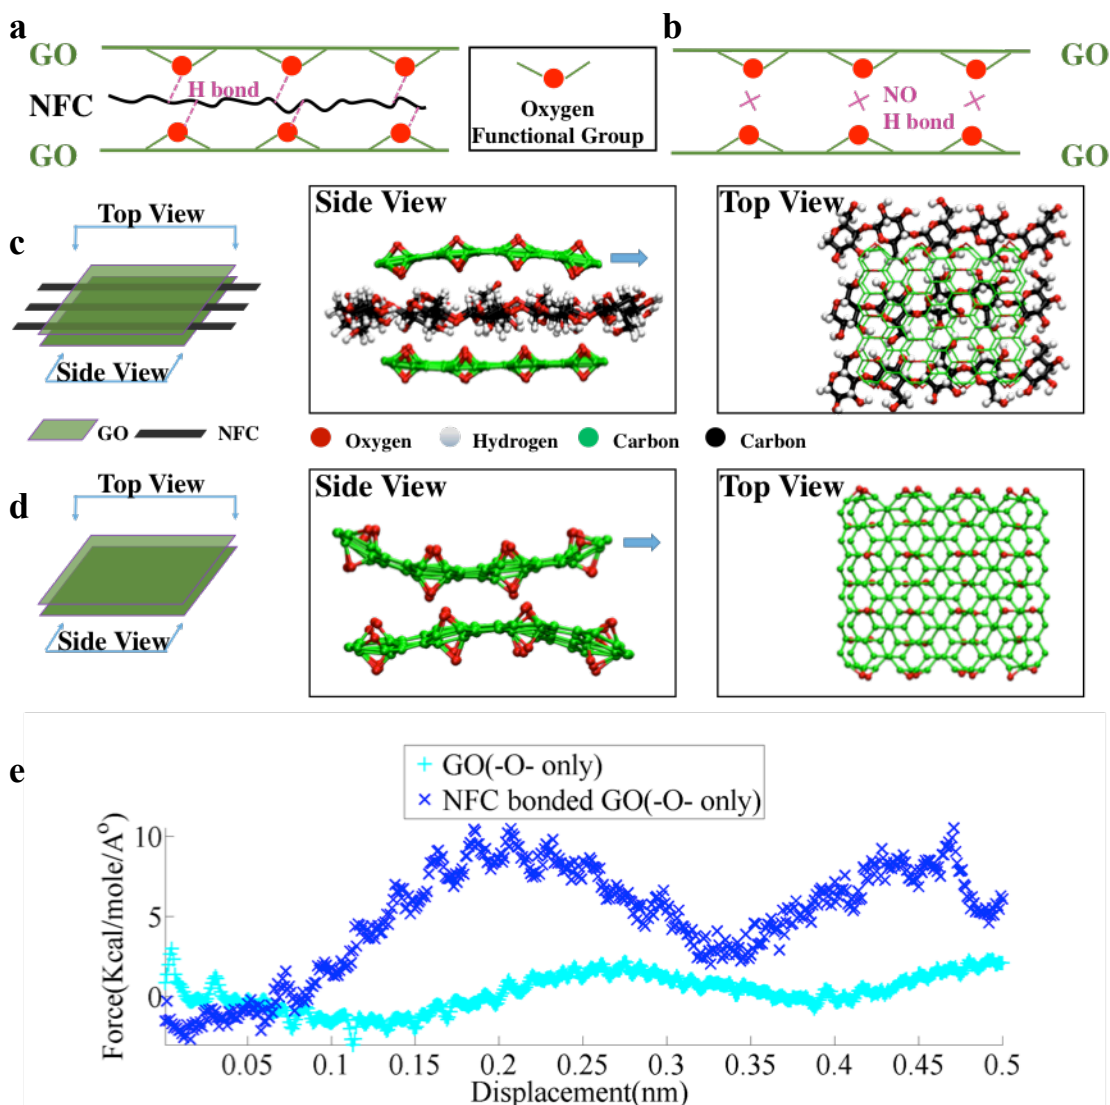 a
GO
H bond
NFC
GO
Oxygen
Functional Group
b
GO
NO
H bond
GO
c
Top View
Side View
GO
NFC
Side View
Top View
Oxygen
Hydrogen
Carbon
Carbon
d
Top View
Side View
Side View
Top View
e
GO(-O- only)
NFC bonded GO(-O- only)
Force(Kcal/mole/A°)
10
5
0
0.05
0.1
0.15
0.2
0.25
0.3
0.35
0.4
0.45
0.5
Displacement(nm)